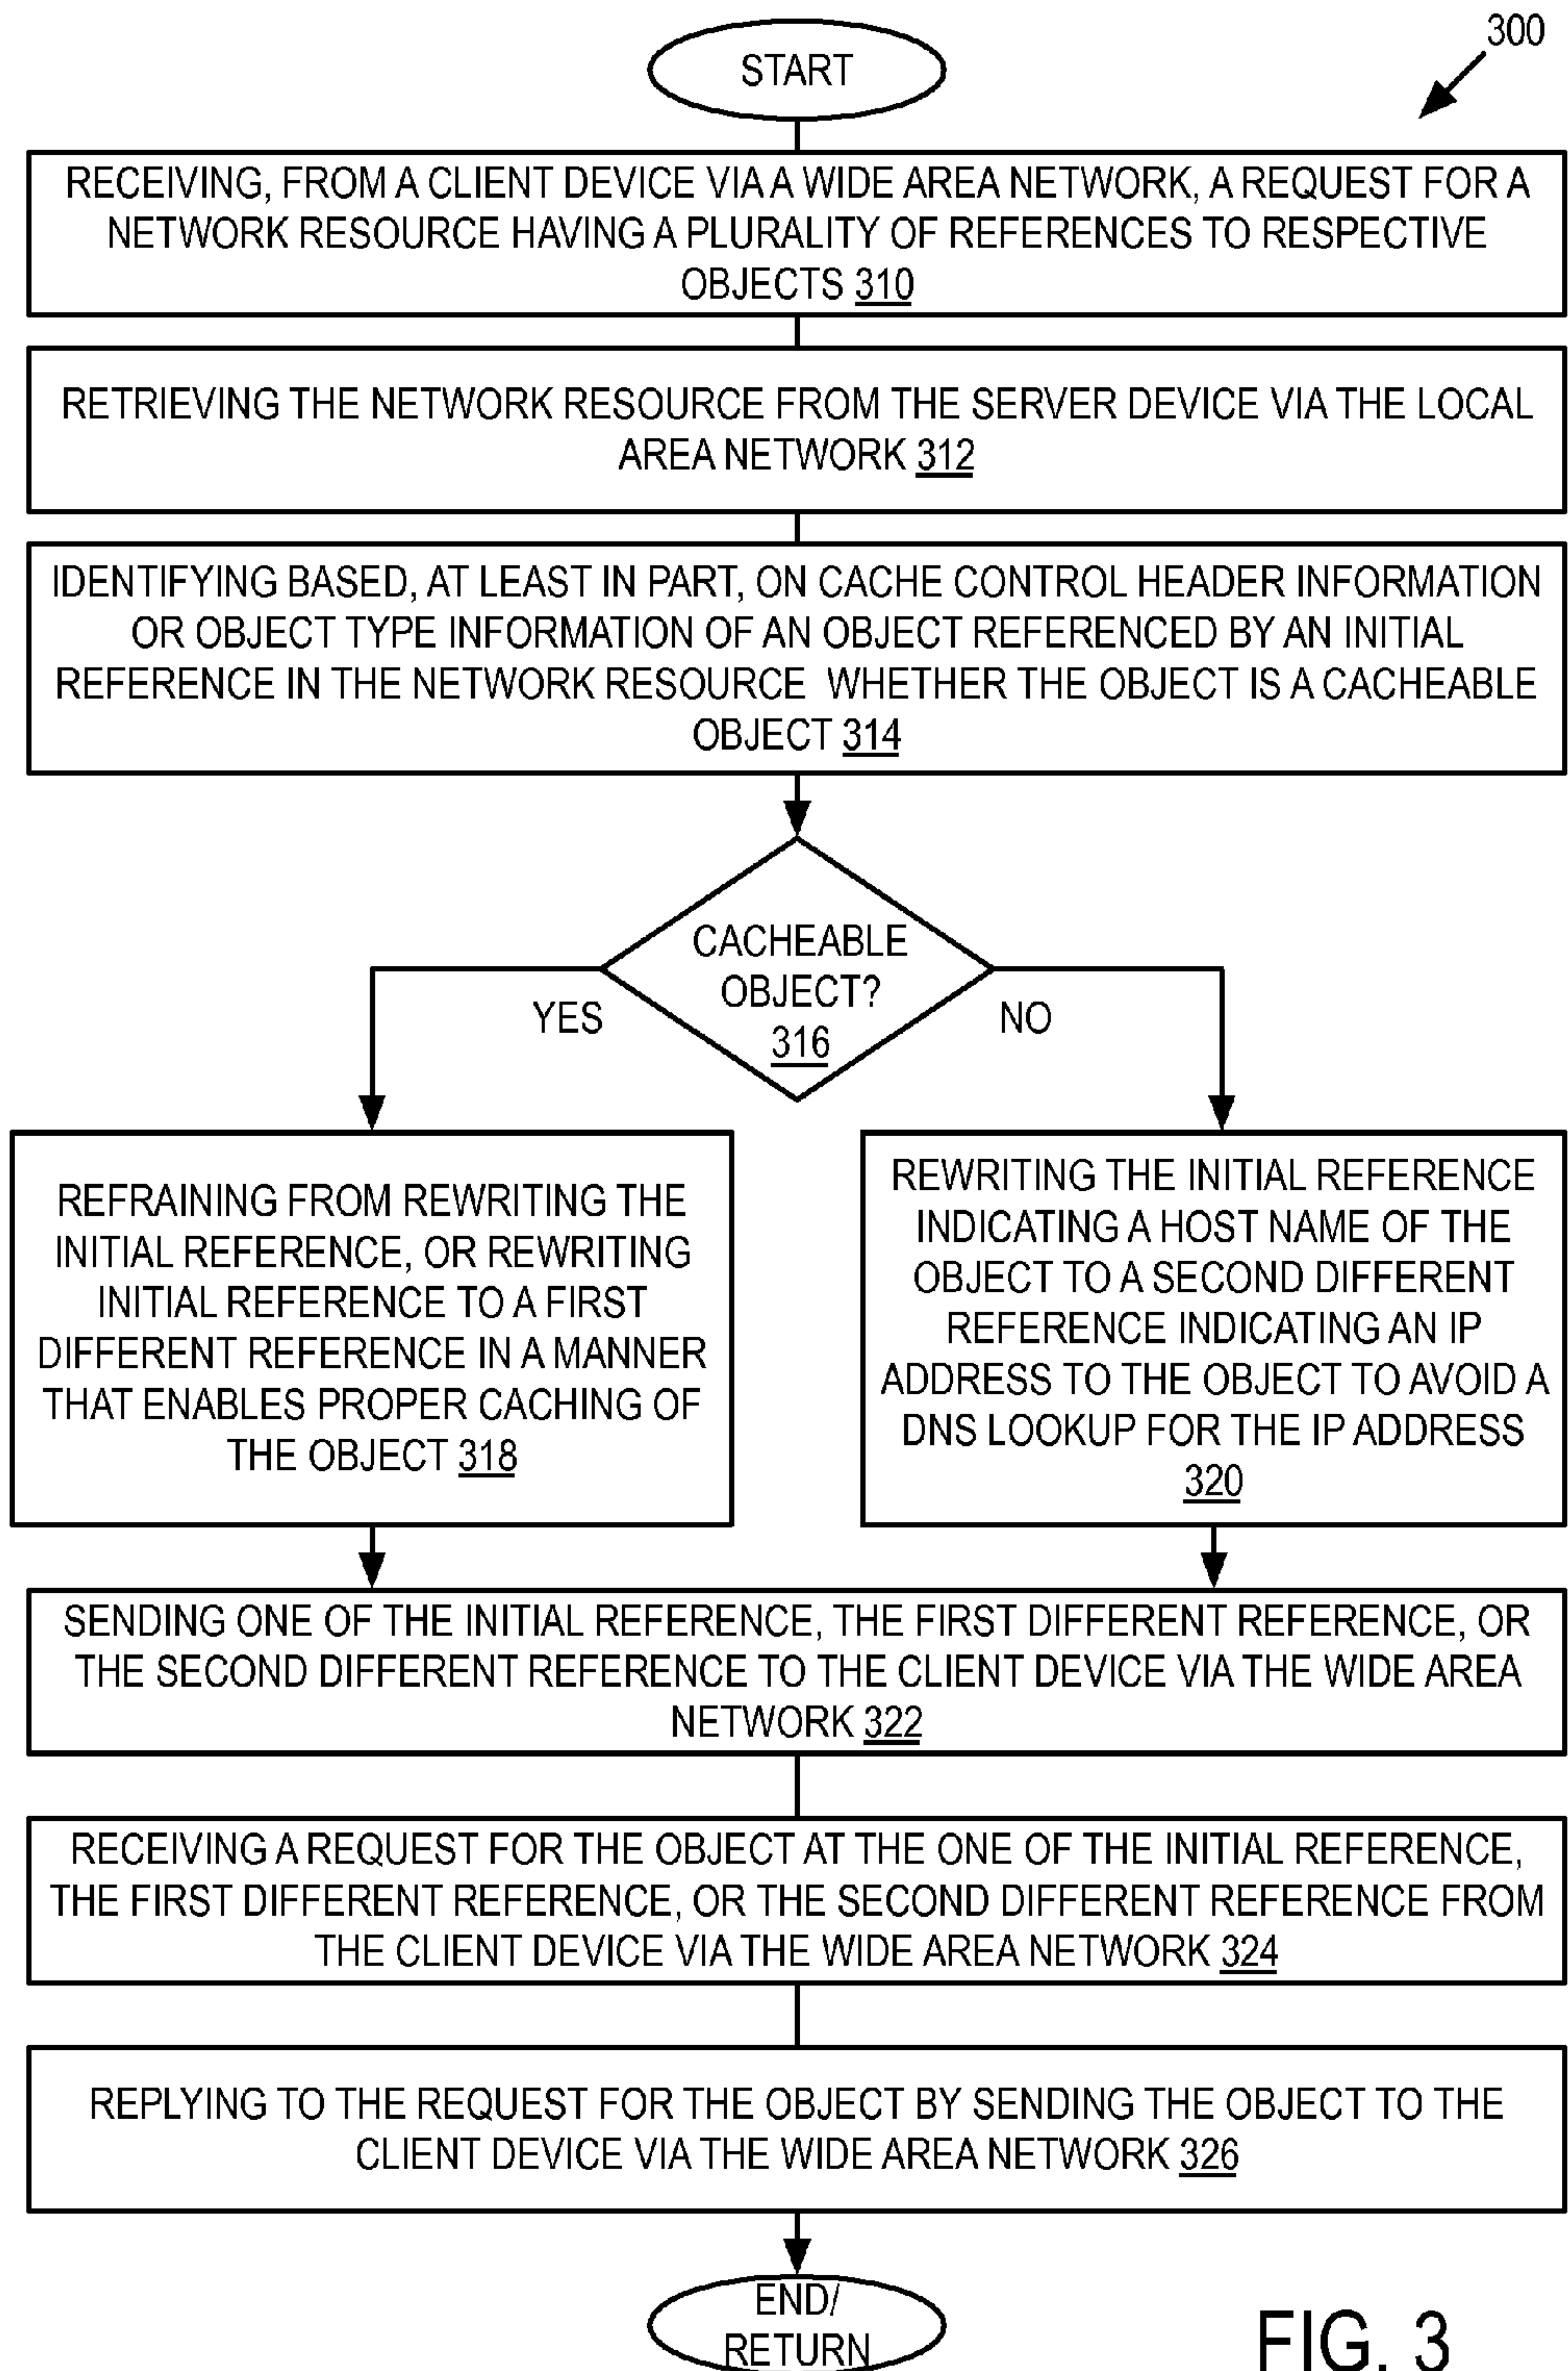 300
START
RECEIVING, FROM A CLIENT DEVICE VIA A WIDE AREA NETWORK, A REQUEST FOR A
NETWORK RESOURCE HAVING A PLURALITY OF REFERENCES TO RESPECTIVE
OBJECTS 310
RETRIEVING THE NETWORK RESOURCE FROM THE SERVER DEVICE VIA THE LOCAL
AREA NETWORK 312
IDENTIFYING BASED, AT LEAST IN PART, ON CACHE CONTROL HEADER INFORMATION
OR OBJECT TYPE INFORMATION OF AN OBJECT REFERENCED BY AN INITIAL
REFERENCE IN THE NETWORK RESOURCE WHETHER THE OBJECT IS A CACHEABLE
OBJECT 314
CACHEABLE
OBJECT?
316
YES
NO
REFRAINING FROM REWRITING THE
INITIAL REFERENCE, OR REWRITING
INITIAL REFERENCE TO A FIRST
DIFFERENT REFERENCE IN A MANNER
THAT ENABLES PROPER CACHING OF
THE OBJECT 318
REWRITING THE INITIAL REFERENCE
INDICATING A HOST NAME OF THE
OBJECT TO A SECOND DIFFERENT
REFERENCE INDICATING AN IP
ADDRESS TO THE OBJECT TO AVOID A
DNS LOOKUP FOR THE IP ADDRESS
320
SENDING ONE OF THE INITIAL REFERENCE, THE FIRST DIFFERENT REFERENCE, OR
THE SECOND DIFFERENT REFERENCE TO THE CLIENT DEVICE VIA THE WIDE AREA
NETWORK 322
RECEIVING A REQUEST FOR THE OBJECT AT THE ONE OF THE INITIAL REFERENCE,
THE FIRST DIFFERENT REFERENCE, OR THE SECOND DIFFERENT REFERENCE FROM
THE CLIENT DEVICE VIA THE WIDE AREA NETWORK 324
REPLYING TO THE REQUEST FOR THE OBJECT BY SENDING THE OBJECT TO THE
CLIENT DEVICE VIA THE WIDE AREA NETWORK 326
END/
RETURN
FIG. 3